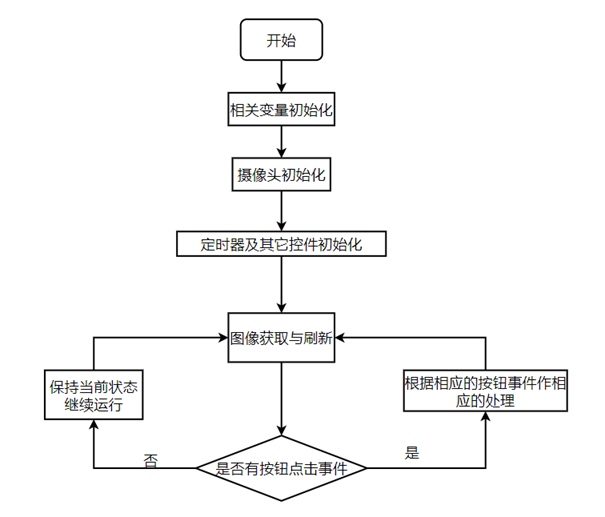 开始
相关变量初始化
摄像头初始化
定时器及其它控件初始化
图像获取与刷新
保持当前状态
继续运行
根据相应的按钮事件作相
应的处理
否
是否有按钮点击事件
是